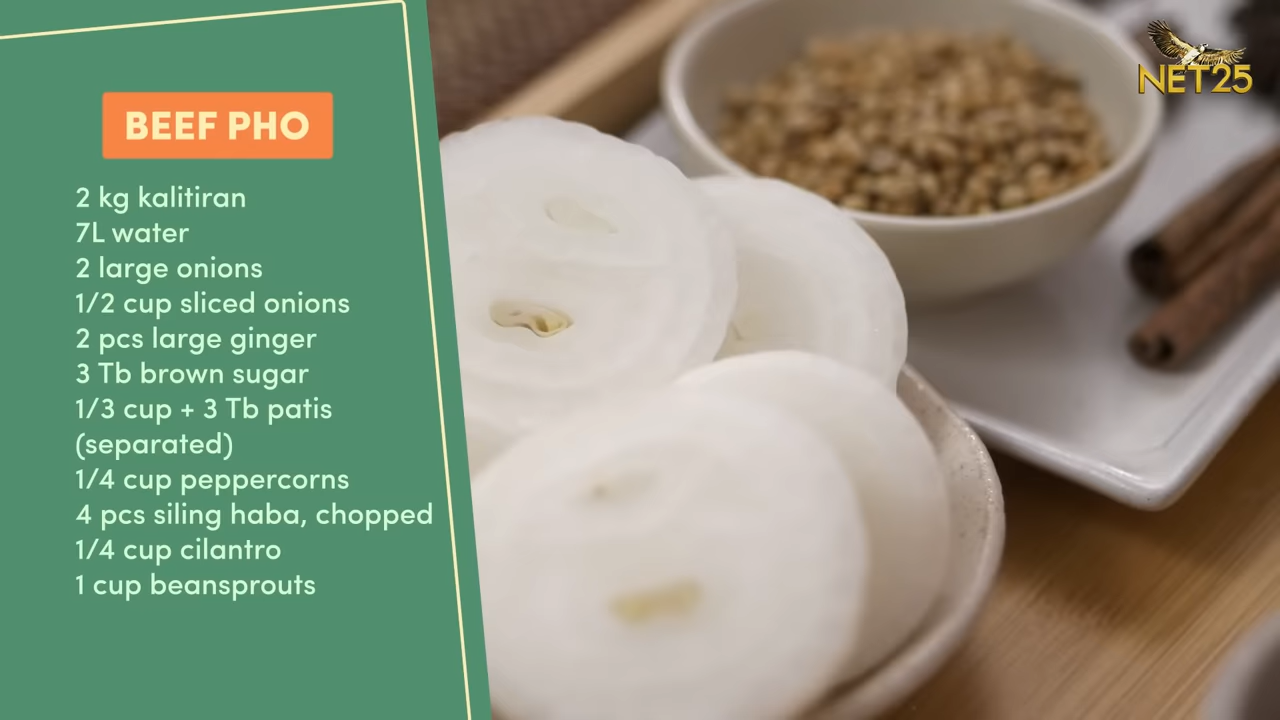 BEEF PHO
2 kg kalitiran
7L water
2 large onions
1/2 cup sliced onions
2 pcs large ginger
3 Tb brown sugar
1/3 cup + 3 Tb patis
(separated)
1/4 cup peppercorns
4 pcs siling haba, chopped
1/4 cup cilantro
1 cup beansprouts
NET25